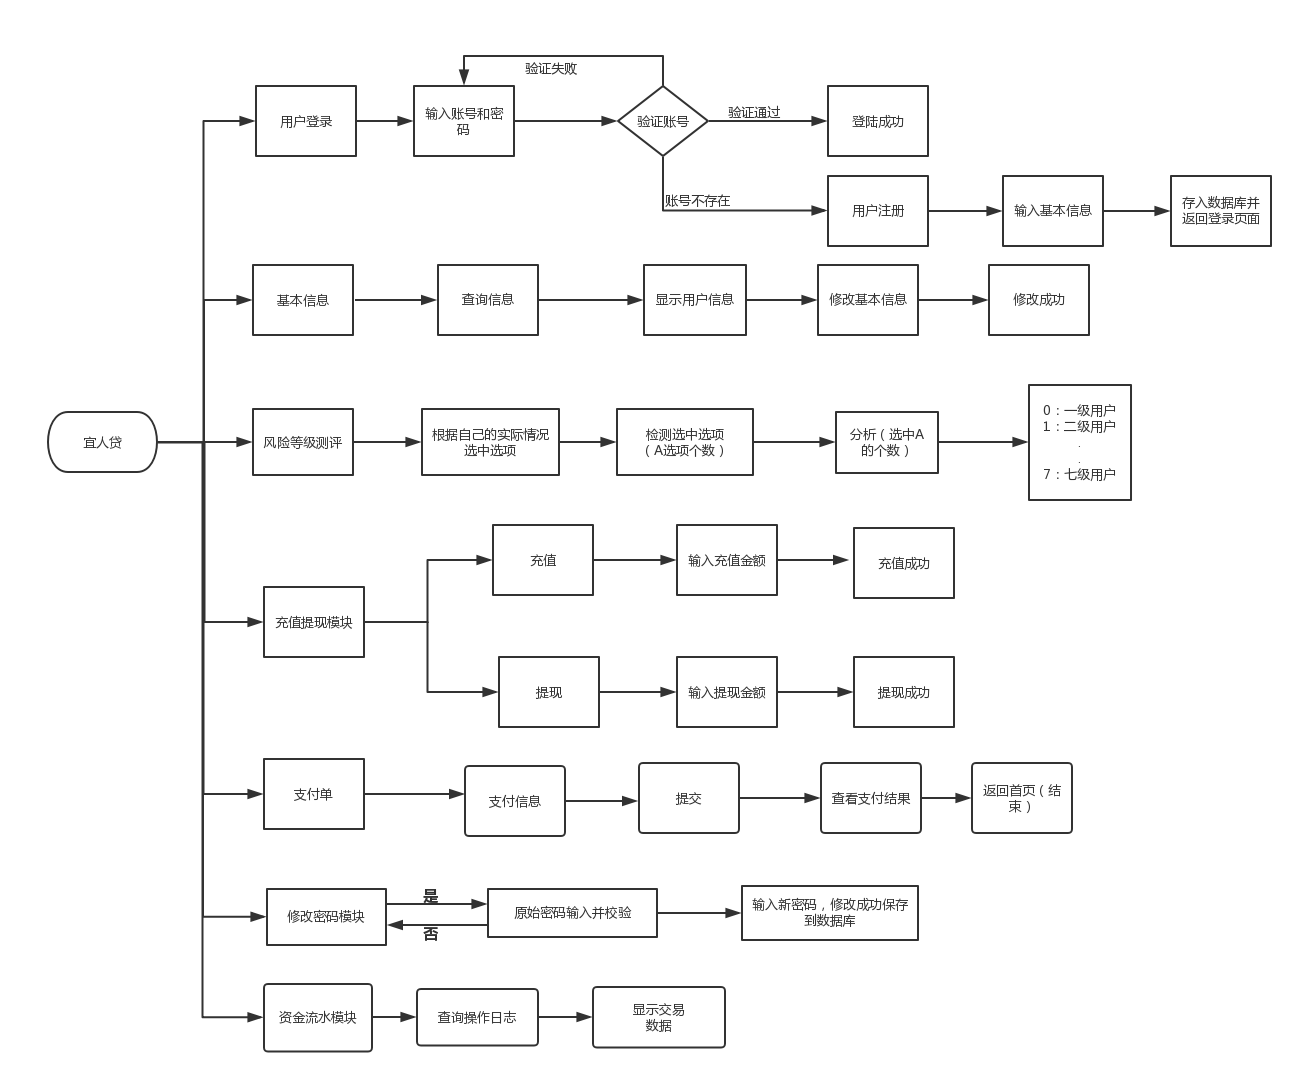 验证失败
用户登录
输入账号和密
码
验证账号
验证通过
登陆成功
账号不存在
用户注册
输入基本信息
存入数据库并
返回登录页面
基本信息
查询信息
显示用户信息
修改基本信息
修改成功
宜人贷
风险等级测评
根据自己的实际情况
选中选项
检测选中选项
（A选项个数）
分析（选中A
的个数）
0：一级用户
1：二级用户
.
.
7：七级用户
充值提现模块
充值
输入充值金额
充值成功
提现
输入提现金额
提现成功
支付单
支付信息
提交
查看支付结果
返回首页（结
束）
修改密码模块
是
否
原始密码输入并校验
输入新密码，修改成功保存
到数据库
资金流水模块
查询操作日志
显示交易
数据